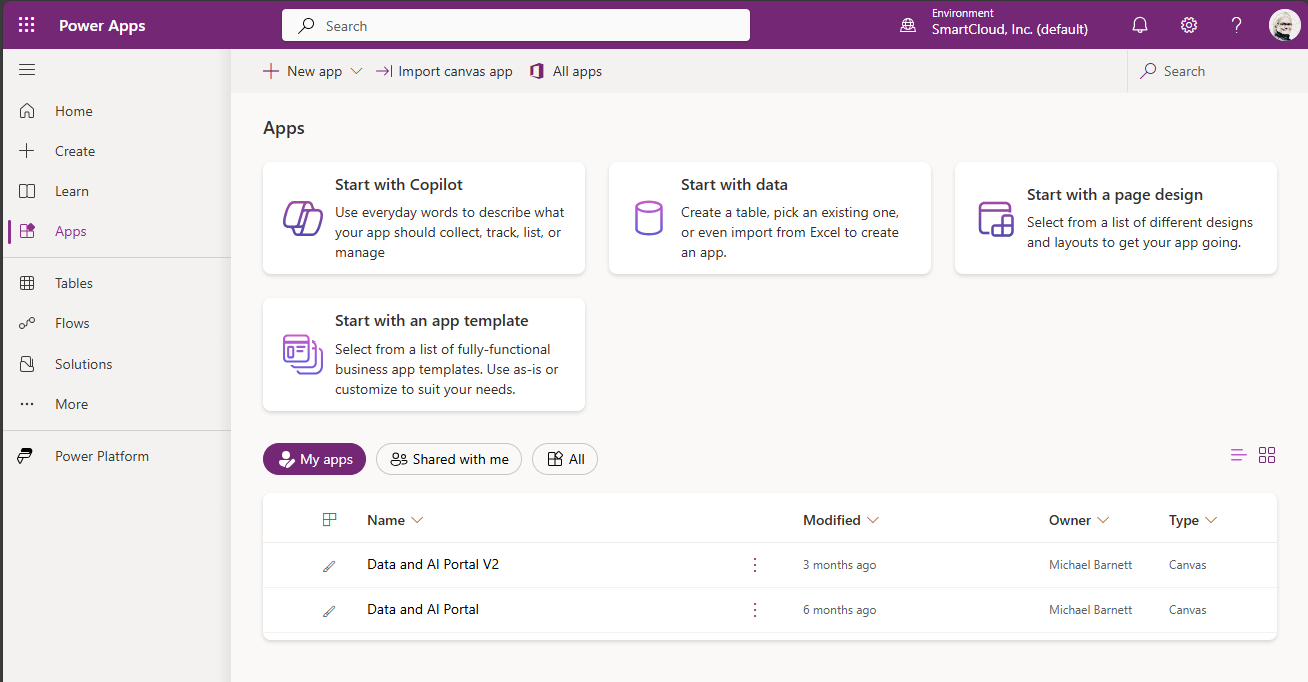 Power Apps
Search
Environment
SmartCloud, Inc. (default)
?
New app
Import canvas app
All apps
Search
Home
Create
Learn
Apps
Tables
Flows
Solutions
More
Power Platform
Apps
Start with Copilot
Use everyday words to describe what
your app should collect, track, list, or
manage
Start with data
Create a table, pick an existing one,
or even import from Excel to create
an app.
Start with a page design
Select from a list of different designs
and layouts to get your app going.
Start with an app template
Select from a list of fully-functional
business app templates. Use as-is or
customize to suit your needs.
My apps
Shared with me
All
Name Modified Owner Type
Data and AI Portal V2 3 months ago Michael Barnett Canvas
Data and AI Portal 6 months ago Michael Barnett Canvas